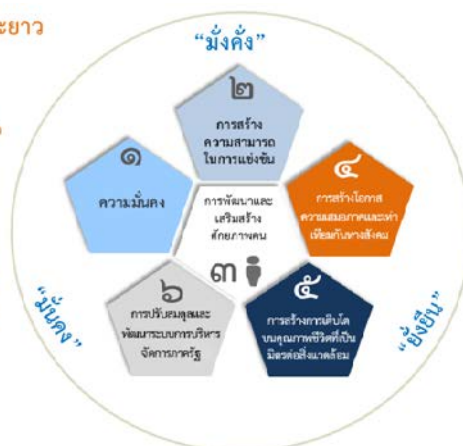 ะยาว
“มั่งคั่ง”
๒
การสร้าง
ความสามารถ
ในการแข่งขัน
๑
ความมั่นคง
การพัฒนาและ
เสริมสร้าง
ศักยภาพคน
๓
๔
การสร้างโอกาส
ความเสมอภาคและเท่า
เทียมกันทางสังคม
๖
การปรับสมดุลและ
พัฒนาระบบการบริหาร
จัดการภาครัฐ
๕
การสร้างการเติบโต
บนคุณภาพชีวิตที่เป็น
มิตรต่อสิ่งแวดล้อม
“มั่นคง”
“ยั่งยืน”